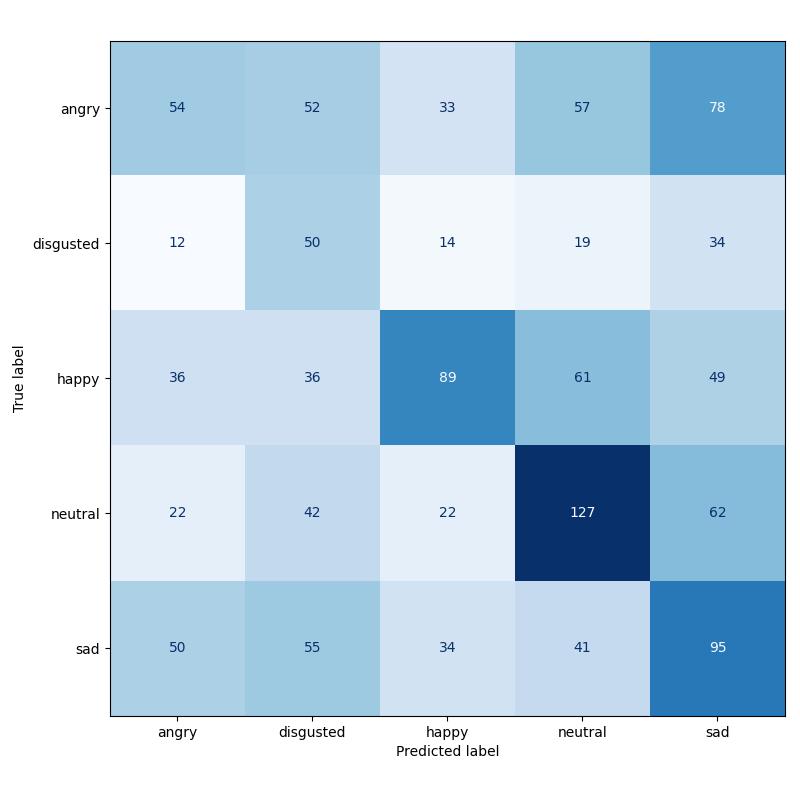 angry 54 52 33 57 78
disgusted 12 50 14 19 34
happy 36 36 89 61 49
neutral 22 42 22 127 62
sad 50 55 34 41 95
True label
angry disgusted happy neutral sad
Predicted label